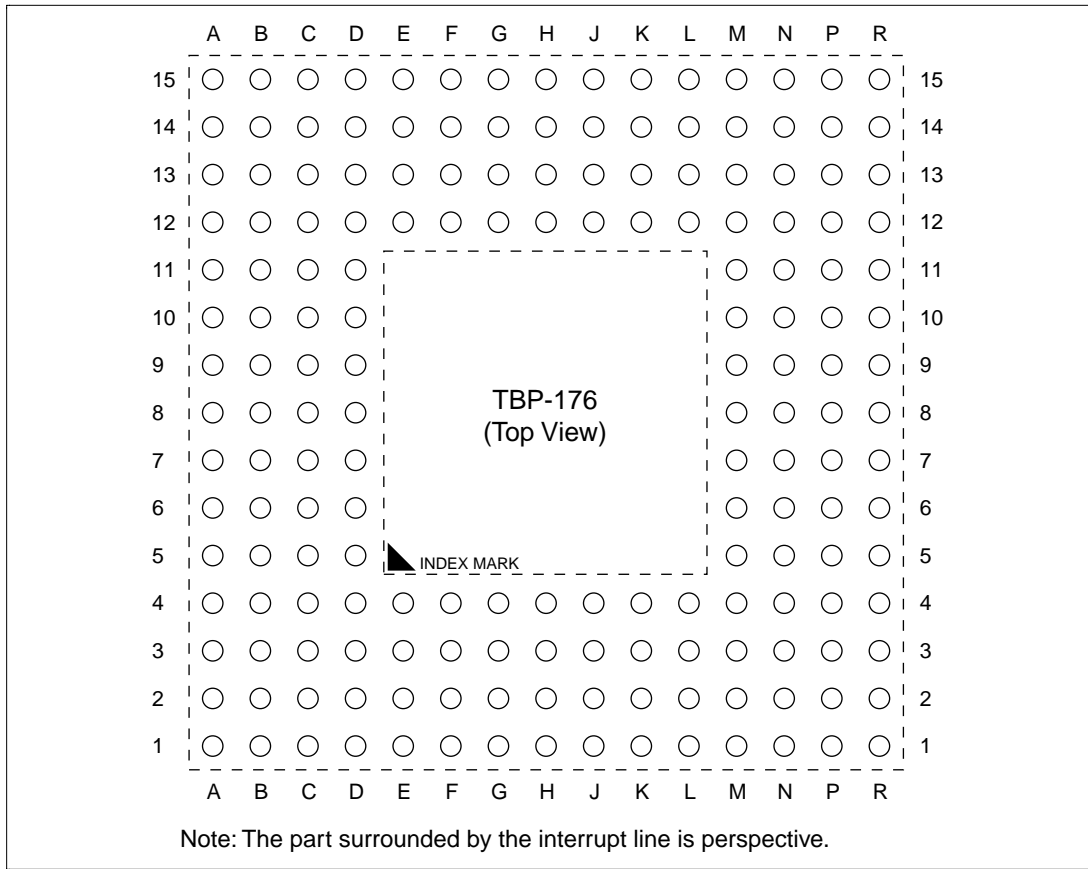 A B C D E F G H J K L M N P R
15 15
14 14
13 13
12 12
11 11
10 10
9 9
8 8
7 7
6 6
5 5
4 4
3 3
2 2
1 1
TBP-176
(Top View)
INDEX MARK
A B C D E F G H J K L M N P R
Note: The part surrounded by the interrupt line is perspective.